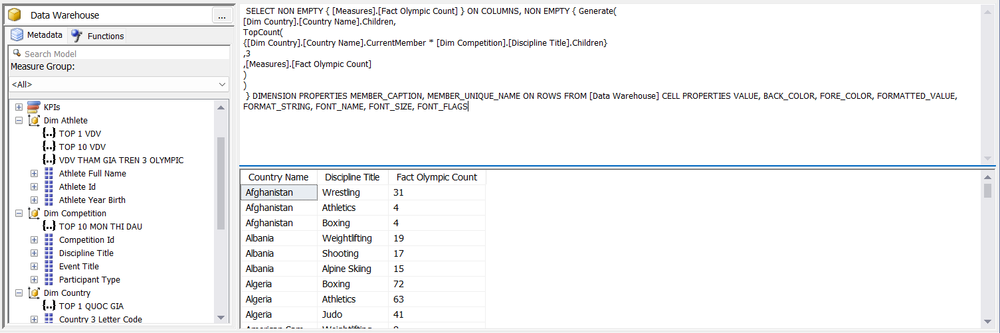 Data Warehouse
...
Metadata
Functions
Search Model
Measure Group:
<All>
KPIs
Dim Athlete
TOP 1 VDV
TOP 10 VDV
VDV THAM GIA TREN 3 OLYMPIC
Athlete Full Name
Athlete Id
Athlete Year Birth
Dim Competition
TOP 10 MON THI DAU
Competition Id
Discipline Title
Event Title
Participant Type
Dim Country
TOP 1 QUOC GIA
Country 3 Letter Code
SELECT NON EMPTY { [Measures].[Fact Olympic Count] } ON COLUMNS, NON EMPTY { Generate(
[Dim Country].[Country Name].Children,
TopCount(
{[Dim Country].[Country Name].CurrentMember * [Dim Competition].[Discipline Title].Children}
,3
,[Measures].[Fact Olympic Count]
)
)
} DIMENSION PROPERTIES MEMBER_CAPTION, MEMBER_UNIQUE_NAME ON ROWS FROM [Data Warehouse] CELL PROPERTIES VALUE, BACK_COLOR, FORE_COLOR, FORMATTED_VALUE,
FORMAT_STRING, FONT_NAME, FONT_SIZE, FONT_FLAGS
Country Name Discipline Title Fact Olympic Count
Afghanistan Wrestling 31
Afghanistan Athletics 4
Afghanistan Boxing 4
Albania Weightlifting 19
Albania Shooting 17
Albania Alpine Skiing 15
Algeria Boxing 72
Algeria Athletics 63
Algeria Judo 41